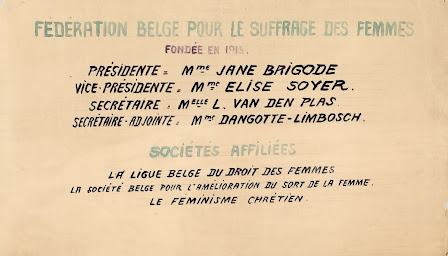 FÉDÉRATION BELGE POUR LE SUFFRAGE DES FEMMES
FONDÉE EN 1913.
PRÉSIDENTE = Mme JANE BRIGODE
VICE-PRÉSIDENTE = Mme ELISE SOYER.
SECRÉTAIRE = Melle L. VAN DEN PLAS.
SECRÉTAIRE-ADJOINTE = Mme DANGOTTE-LIMBOSCH.
SOCIÉTÉS AFFILIÉES
LA LIGUE BELGE DU DROIT DES FEMMES
LA SOCIÉTÉ BELGE POUR L'AMÉLIORATION DU SORT DE LA FEMME.
LE FEMINISME CHRÉTIEN.